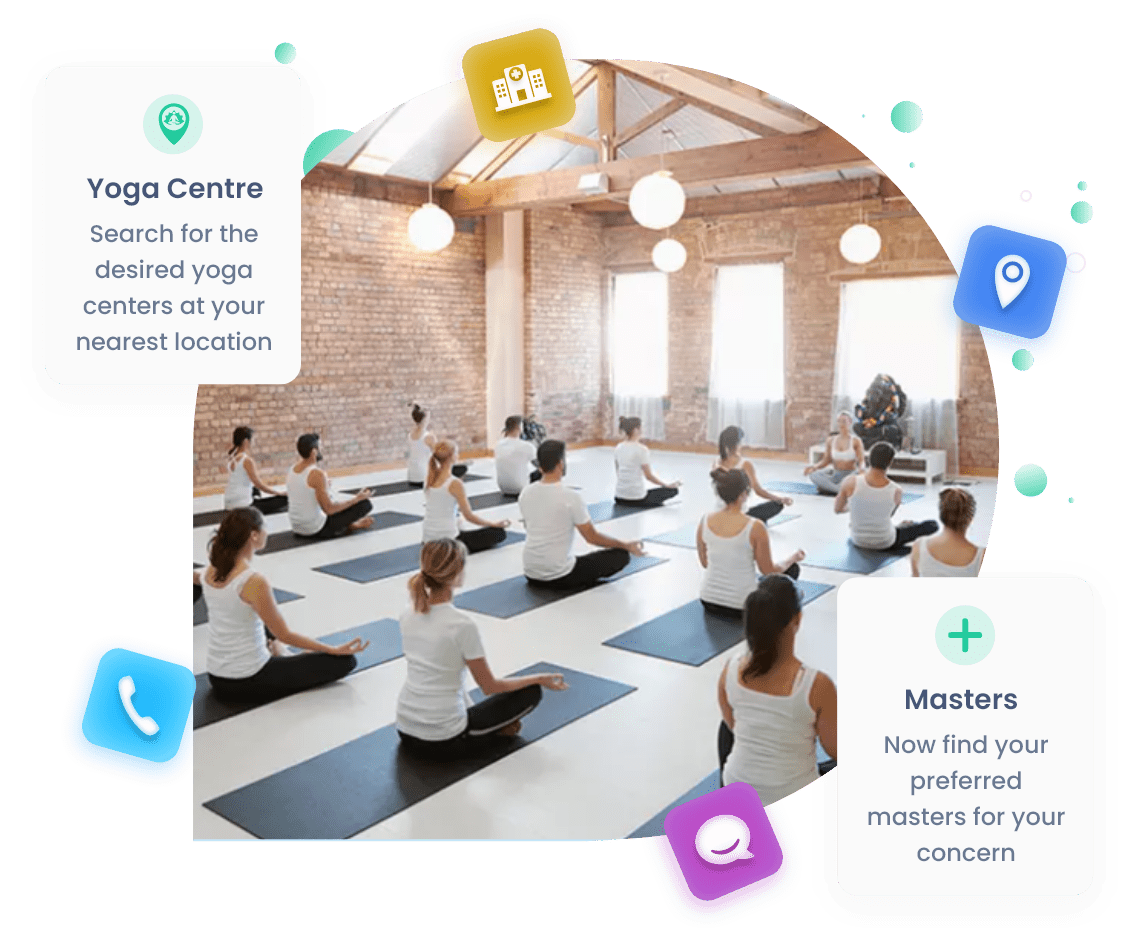 Yoga Centre
Search for the
desired yoga
centers at your
nearest location
Masters
Now find your
preferred
masters for your
concern